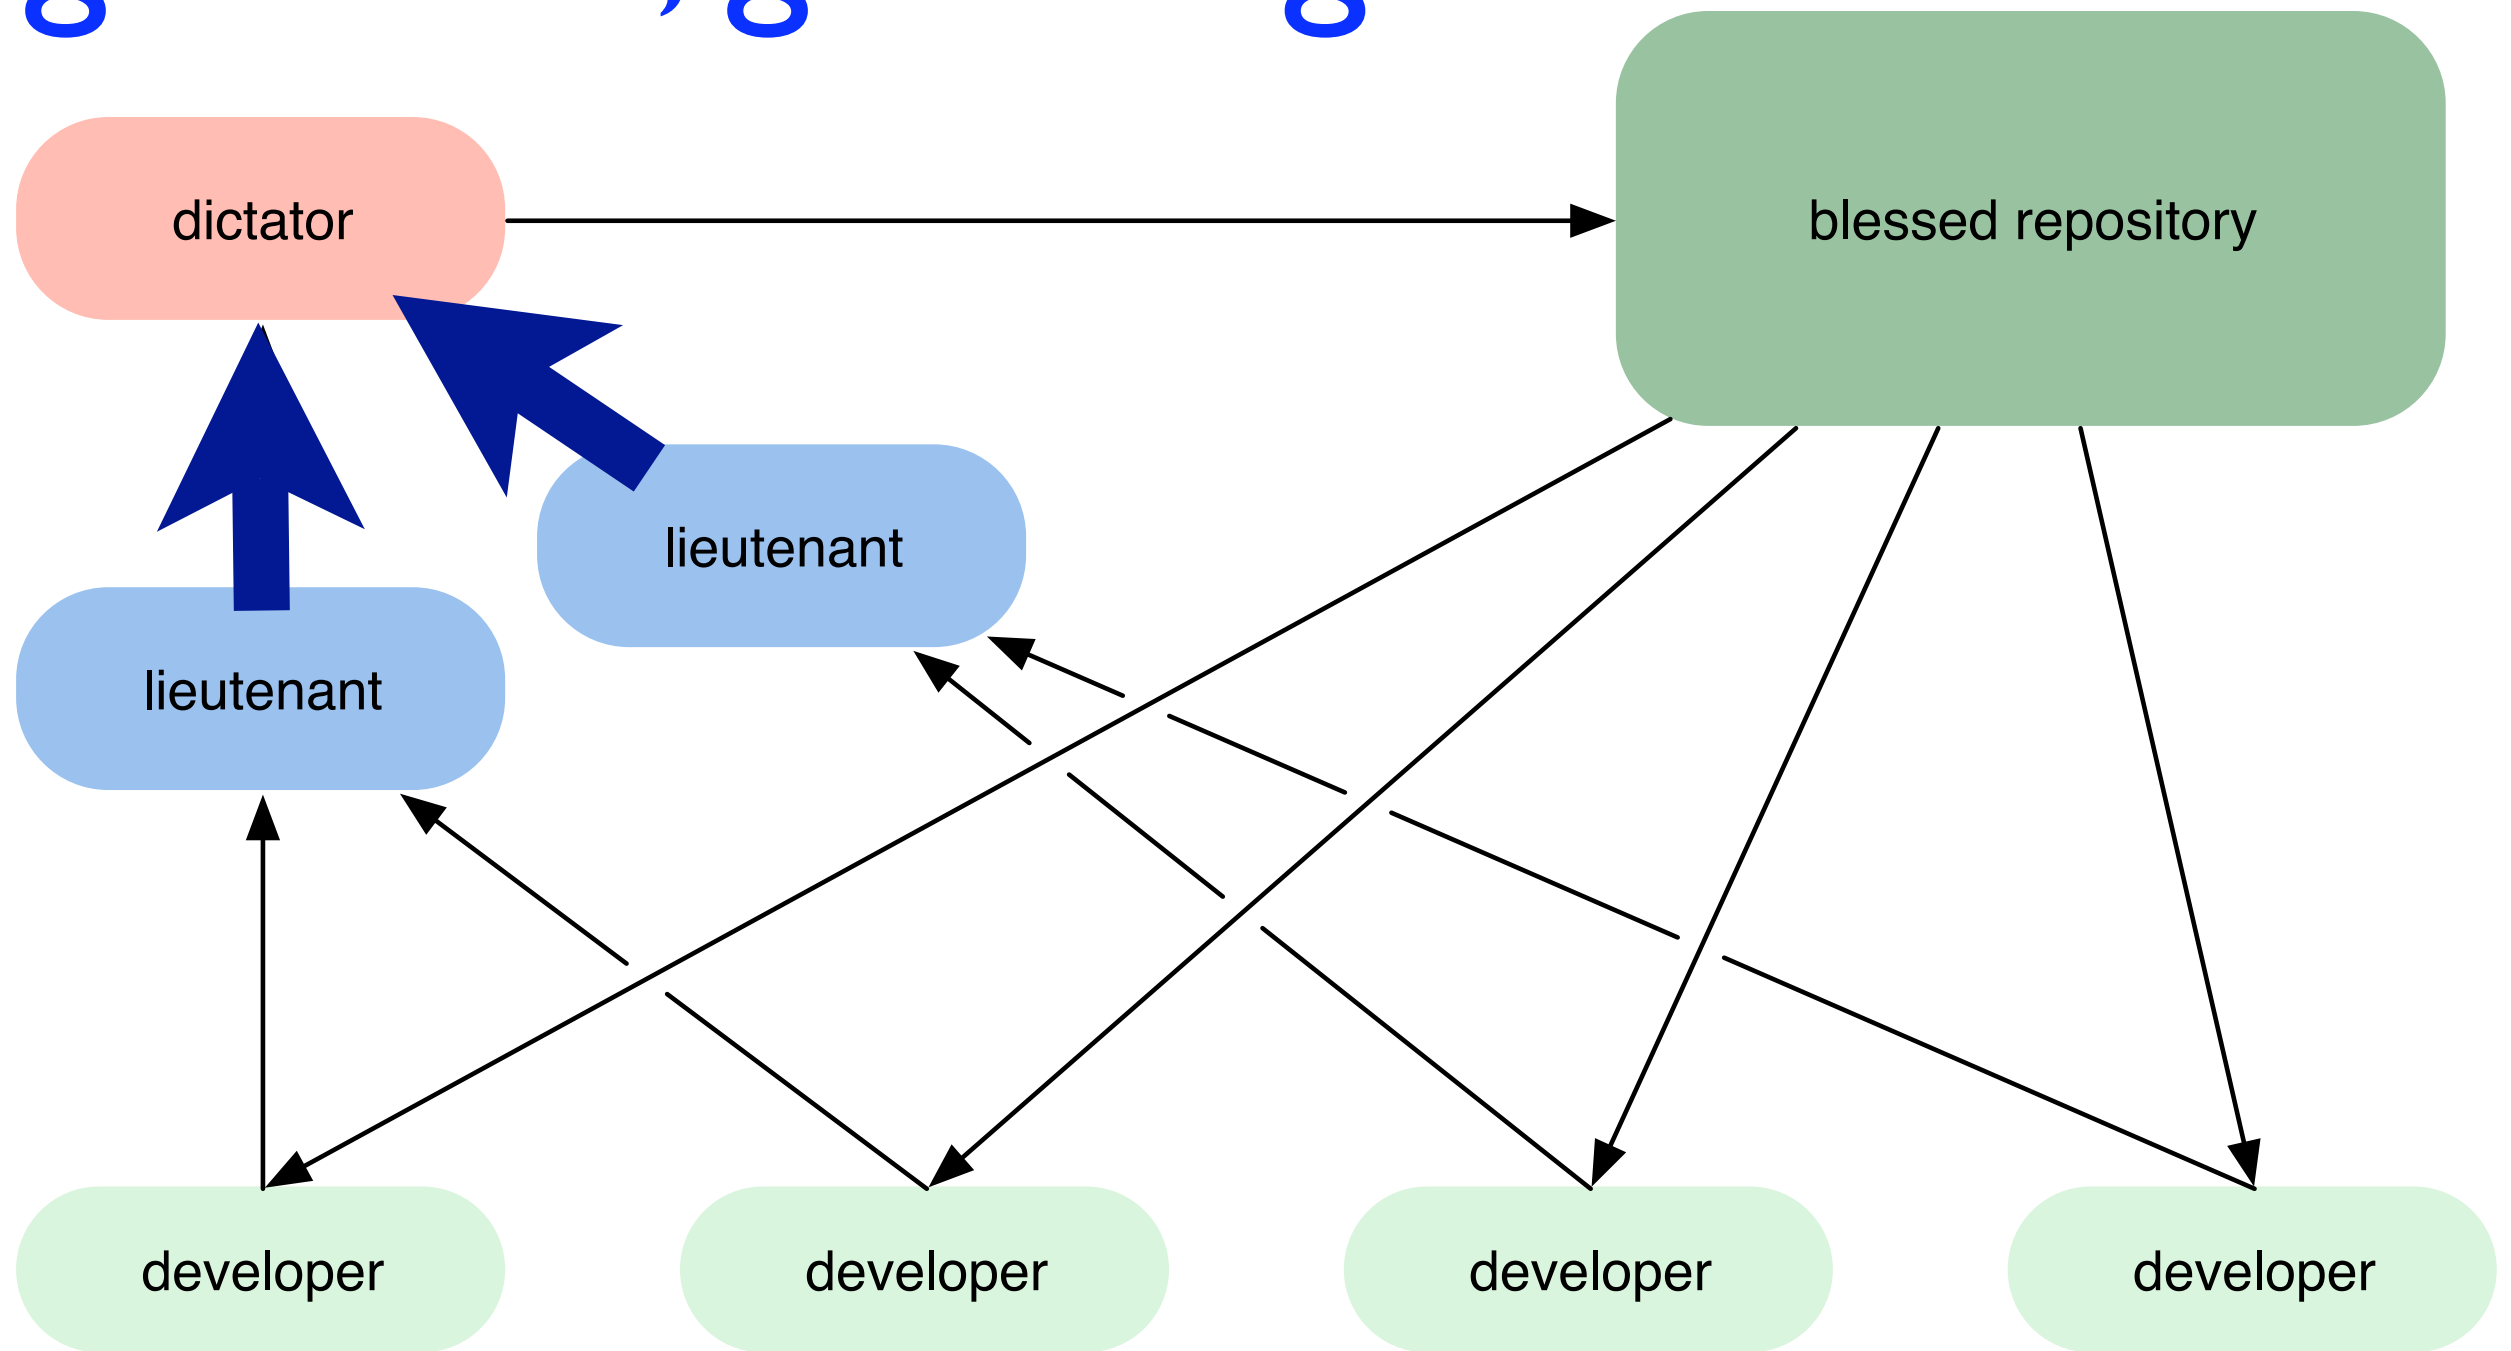 dictator
blessed repository
lieutenant
lieutenant
developer
developer
developer
developer